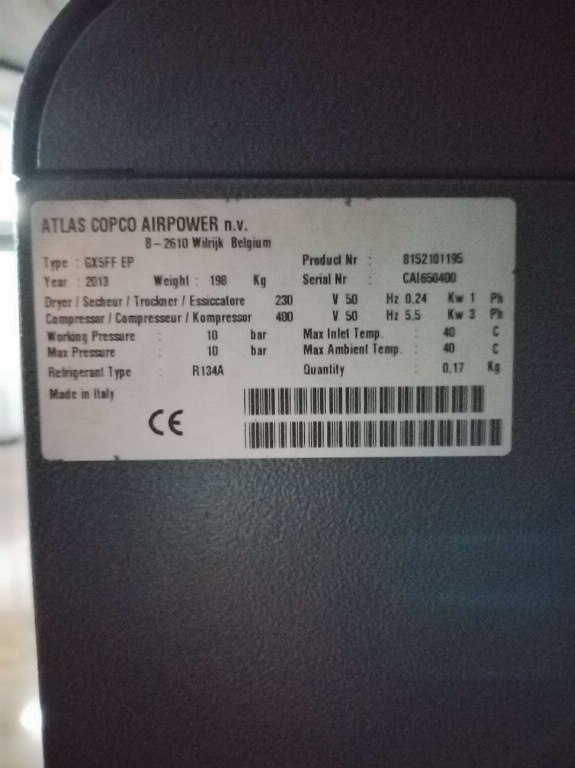 ATLAS COPCO AIRPOWER n.v.
B-2610 Wilrijk Belgium
Type : GX5FF EP Product Nr : 8152101195
Year : 2013 Weight : 198 Kg Serial Nr : CAI650400
Dryer / Secheur / Trockner / Essiccatore 230 V 50 Hz 0,24 Kw 1 Ph
Compressor / Compresseur / Kompressor 400 V 50 Hz 5,5 Kw 3 Ph
Working Pressure : 10 bar Max Inlet Temp. : 40 C
Max Pressure : 10 bar Max Ambient Temp. : 40 C
Refrigerant Type : R134A Quantity : 0.17 Kg
Made in Italy
CE